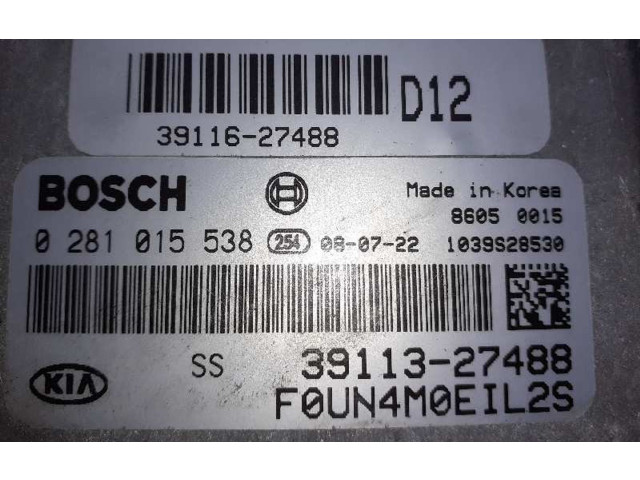 D12
39116-27488
BOSCH
Made in Korea
8605 0015
0 281 015 538 254 08-07-22 1039S28530
KIA SS 39113-27488
F0UN4M0EIL2S